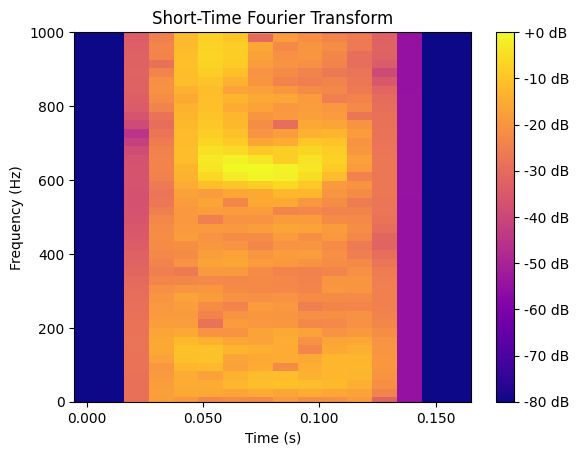 Short-Time Fourier Transform
1000
800
600
400
200
0
Frequency (Hz)
0.000
0.050
0.100
0.150
Time (s)
+0 dB
-10 dB
-20 dB
-30 dB
-40 dB
-50 dB
-60 dB
-70 dB
-80 dB